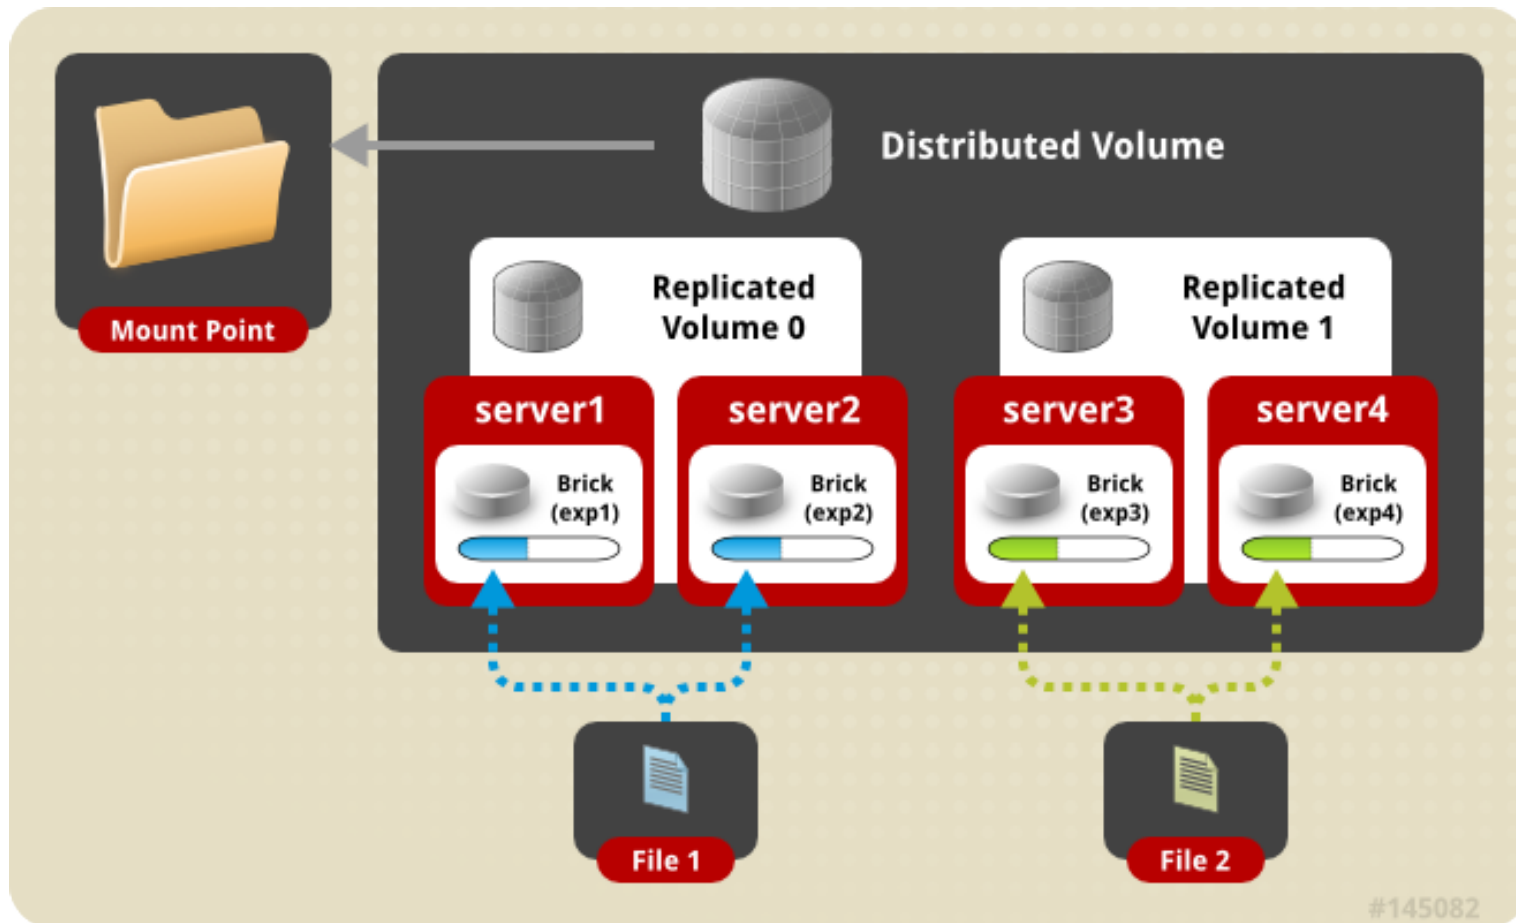 Distributed Volume
Mount Point
Replicated
Volume 0
Replicated
Volume 1
server1
server2
server3
server4
Brick
(exp1)
Brick
(exp2)
Brick
(exp3)
Brick
(exp4)
File 1
File 2
#145082